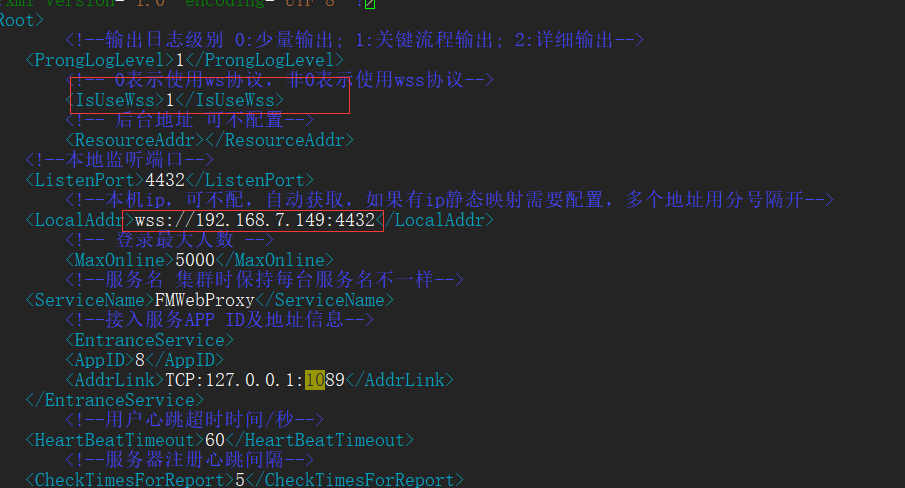 xml version="1.0" encoding="UTF-8" ?
Root>
<!--输出日志级别 0:少量输出; 1:关键流程输出; 2:详细输出-->
<ProngLogLevel>1</ProngLogLevel>
<!-- 0表示使用ws协议，非0表示使用wss协议-->
<IsUseWss>1</IsUseWss>
<!-- 后台地址 可不配置-->
<ResourceAddr></ResourceAddr>
<!--本地监听端口-->
<ListenPort>4432</ListenPort>
<!--本机ip，可不配，自动获取，如果有ip静态映射需要配置，多个地址用分号隔开-->
<LocalAddr>wss://192.168.7.149:4432</LocalAddr>
<!-- 登录最大人数 -->
<MaxOnline>5000</MaxOnline>
<!--服务名 集群时保持每台服务名不一样-->
<ServiceName>FMWebProxy</ServiceName>
<!--接入服务APP ID及地址信息-->
<EntranceService>
<AppID>8</AppID>
<AddrLink>TCP:127.0.0.1:1089</AddrLink>
</EntranceService>
<!--用户心跳超时时间/秒-->
<HeartBeatTimeout>60</HeartBeatTimeout>
<!--服务器注册心跳间隔-->
<CheckTimesForReport>5</CheckTimesForReport>